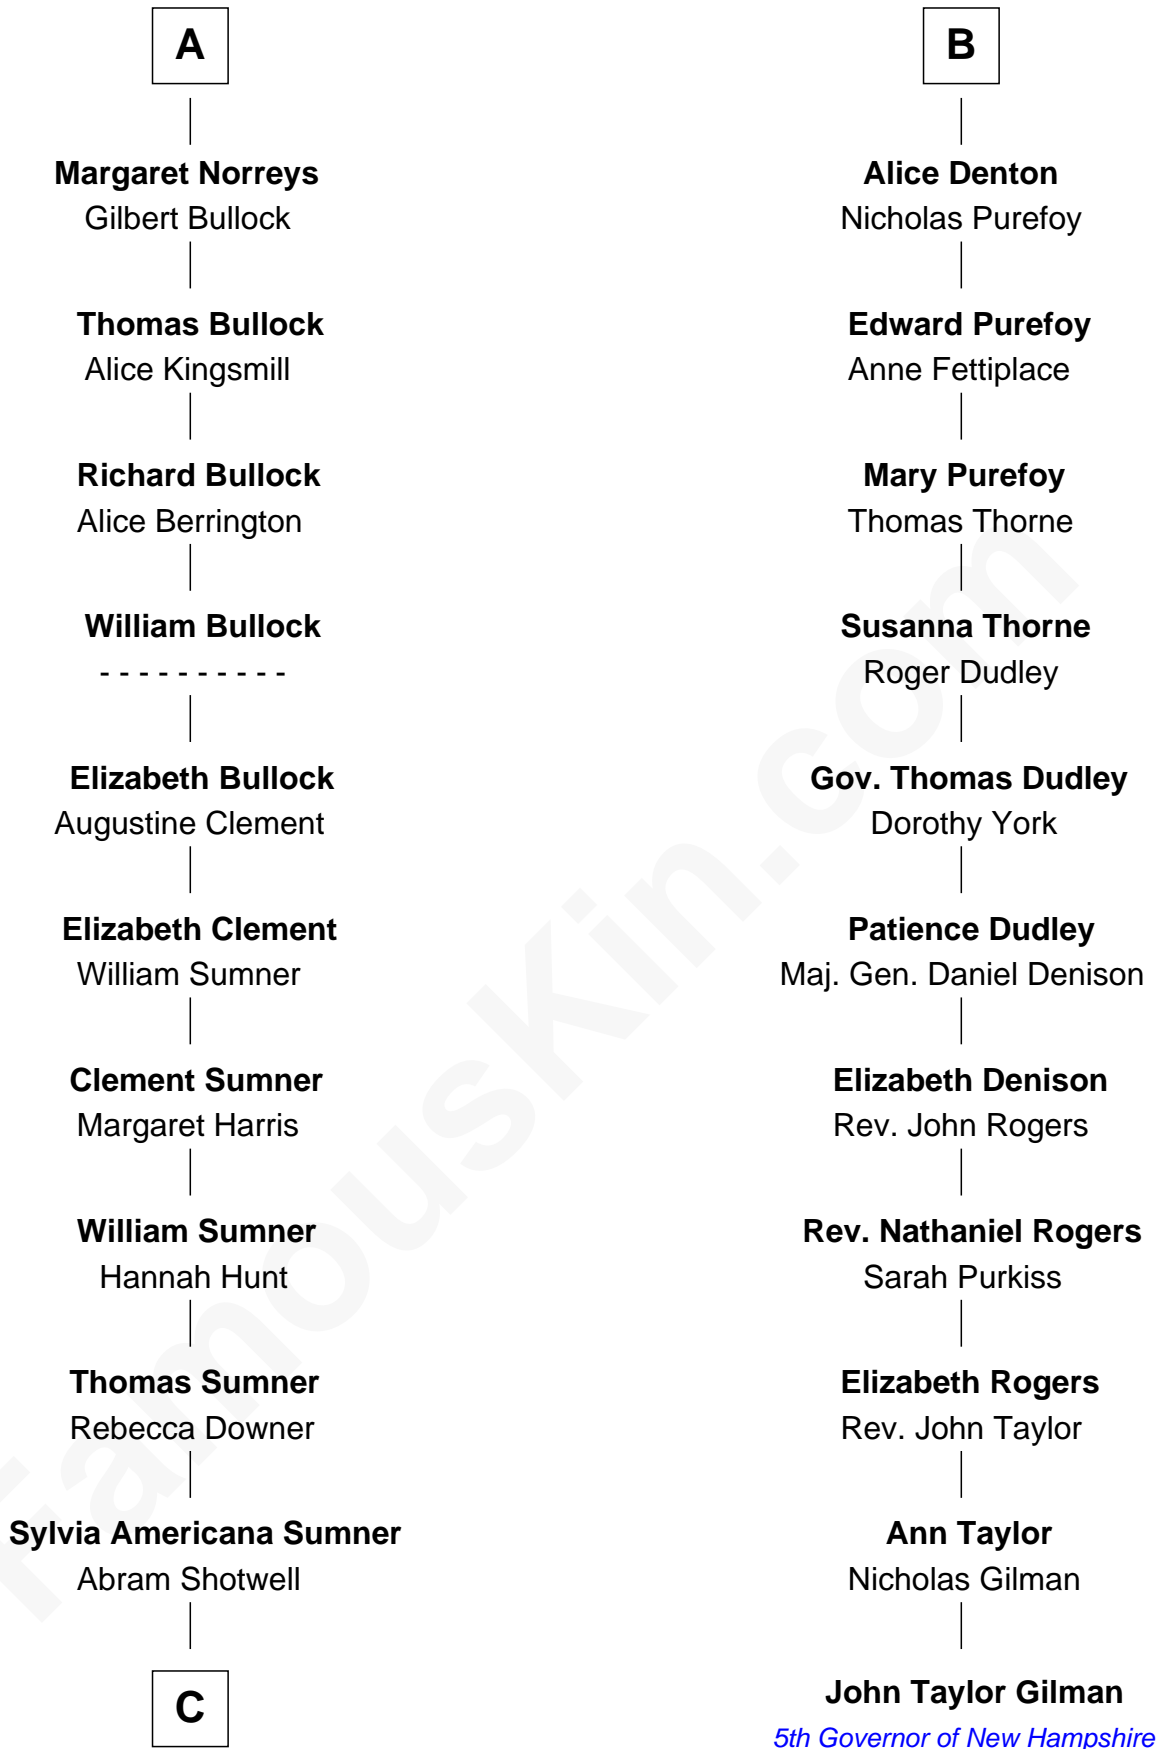 A
Margaret Norreys
Gilbert Bullock
Thomas Bullock
Alice Kingsmill
Richard Bullock
Alice Berrington
William Bullock
- - - - - - - - - -
Elizabeth Bullock
Augustine Clement
Elizabeth Clement
William Sumner
Clement Sumner
Margaret Harris
William Sumner
Hannah Hunt
Thomas Sumner
Rebecca Downer
Sylvia Americana Sumner
Abram Shotwell
C
B
Alice Denton
Nicholas Purefoy
Edward Purefoy
Anne Fettiplace
Mary Purefoy
Thomas Thorne
Susanna Thorne
Roger Dudley
Gov. Thomas Dudley
Dorothy York
Patience Dudley
Maj. Gen. Daniel Denison
Elizabeth Denison
Rev. John Rogers
Rev. Nathaniel Rogers
Sarah Purkiss
Elizabeth Rogers
Rev. John Taylor
Ann Taylor
Nicholas Gilman
John Taylor Gilman
5th Governor of New Hampshire
FamousKin.com